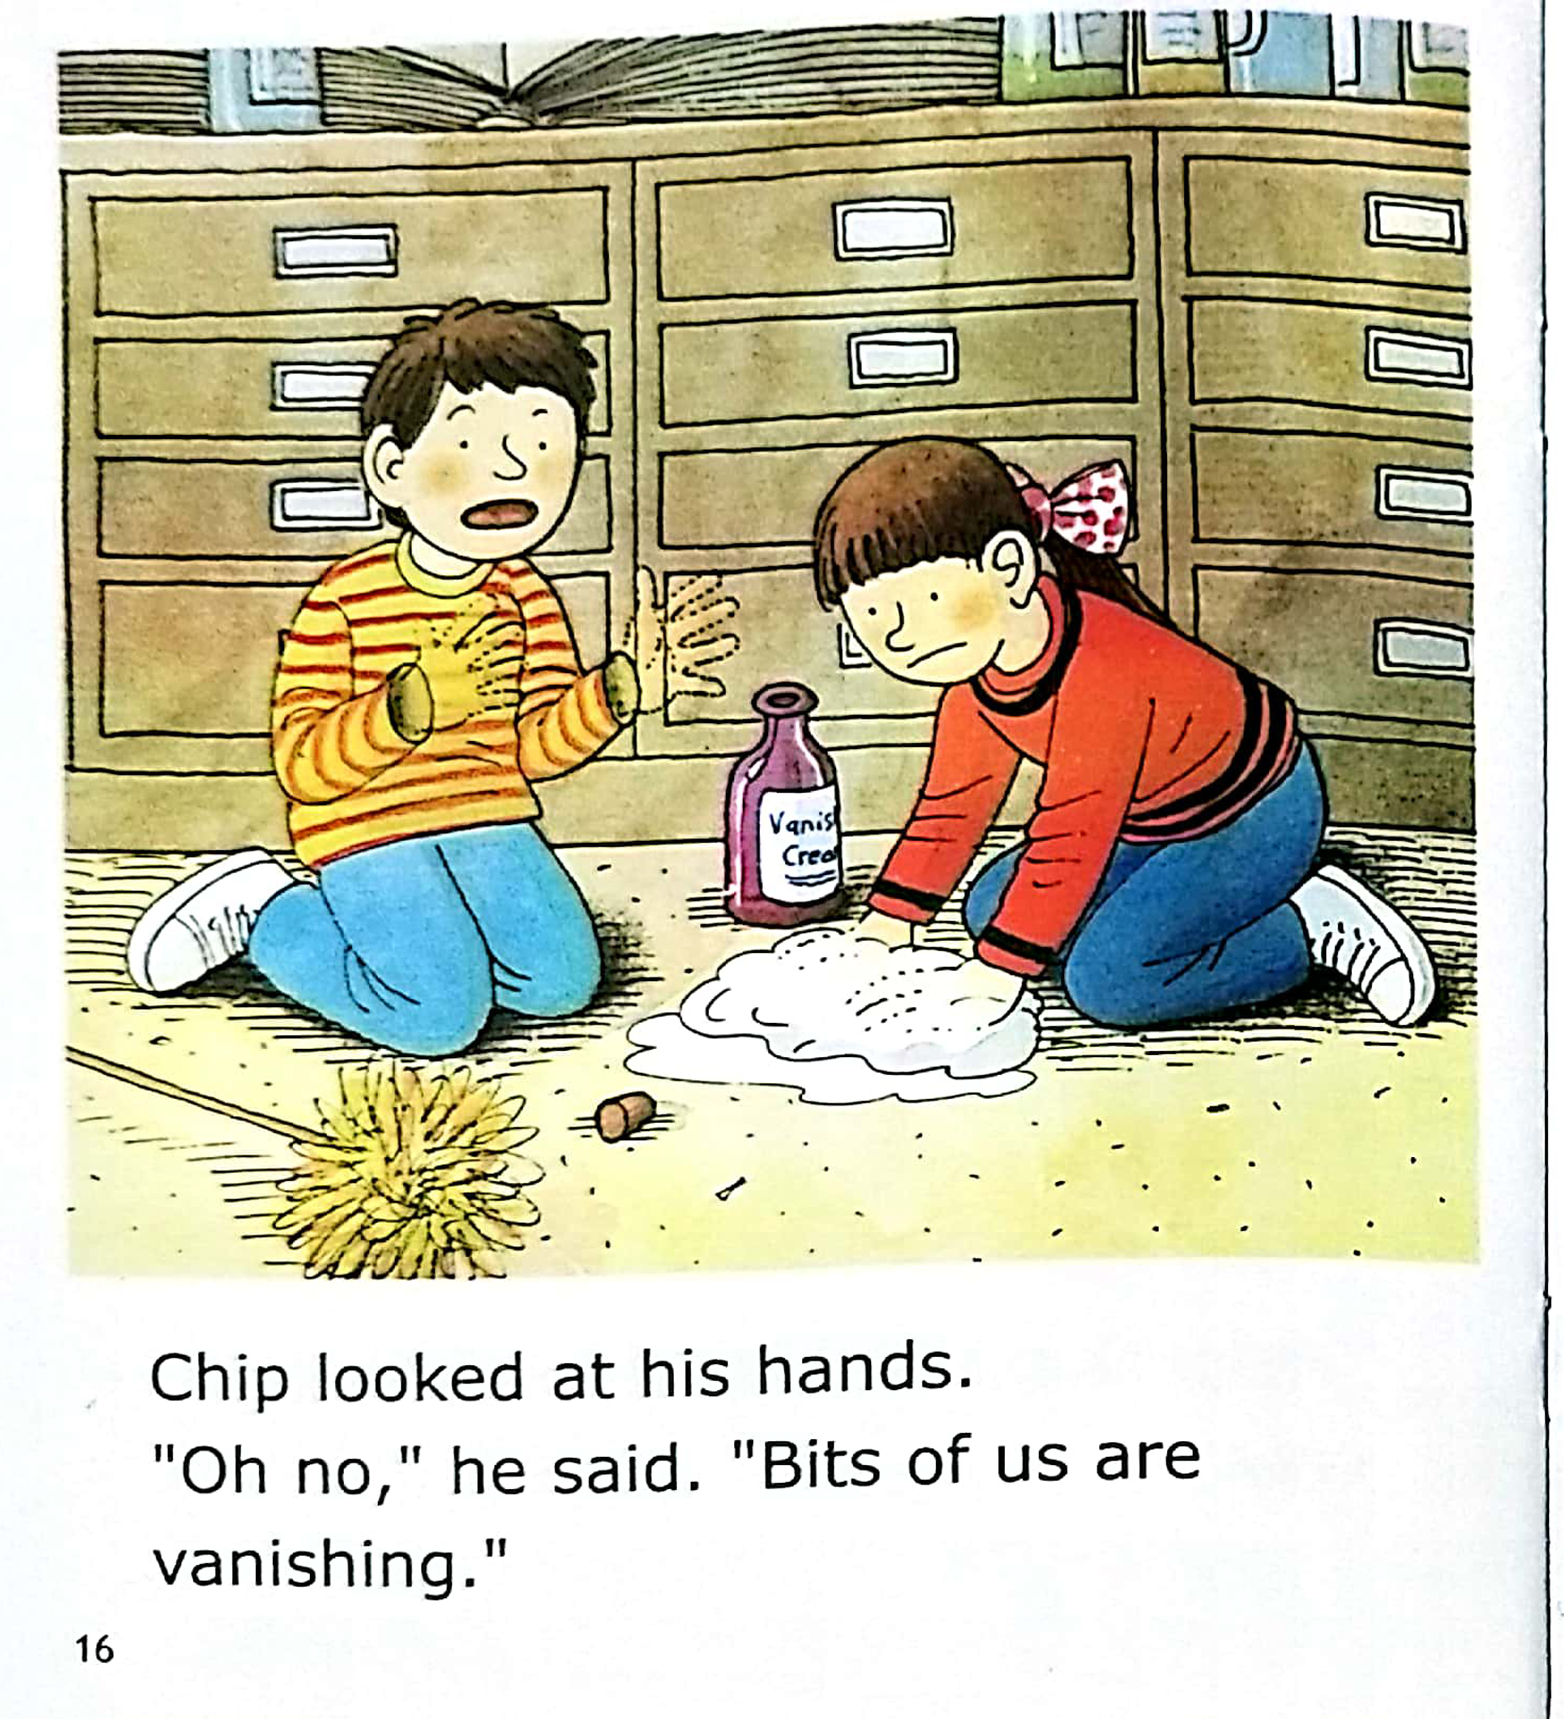 Vanis
Crea
Chip looked at his hands.
"Oh no," he said. "Bits of us are
vanishing."
16